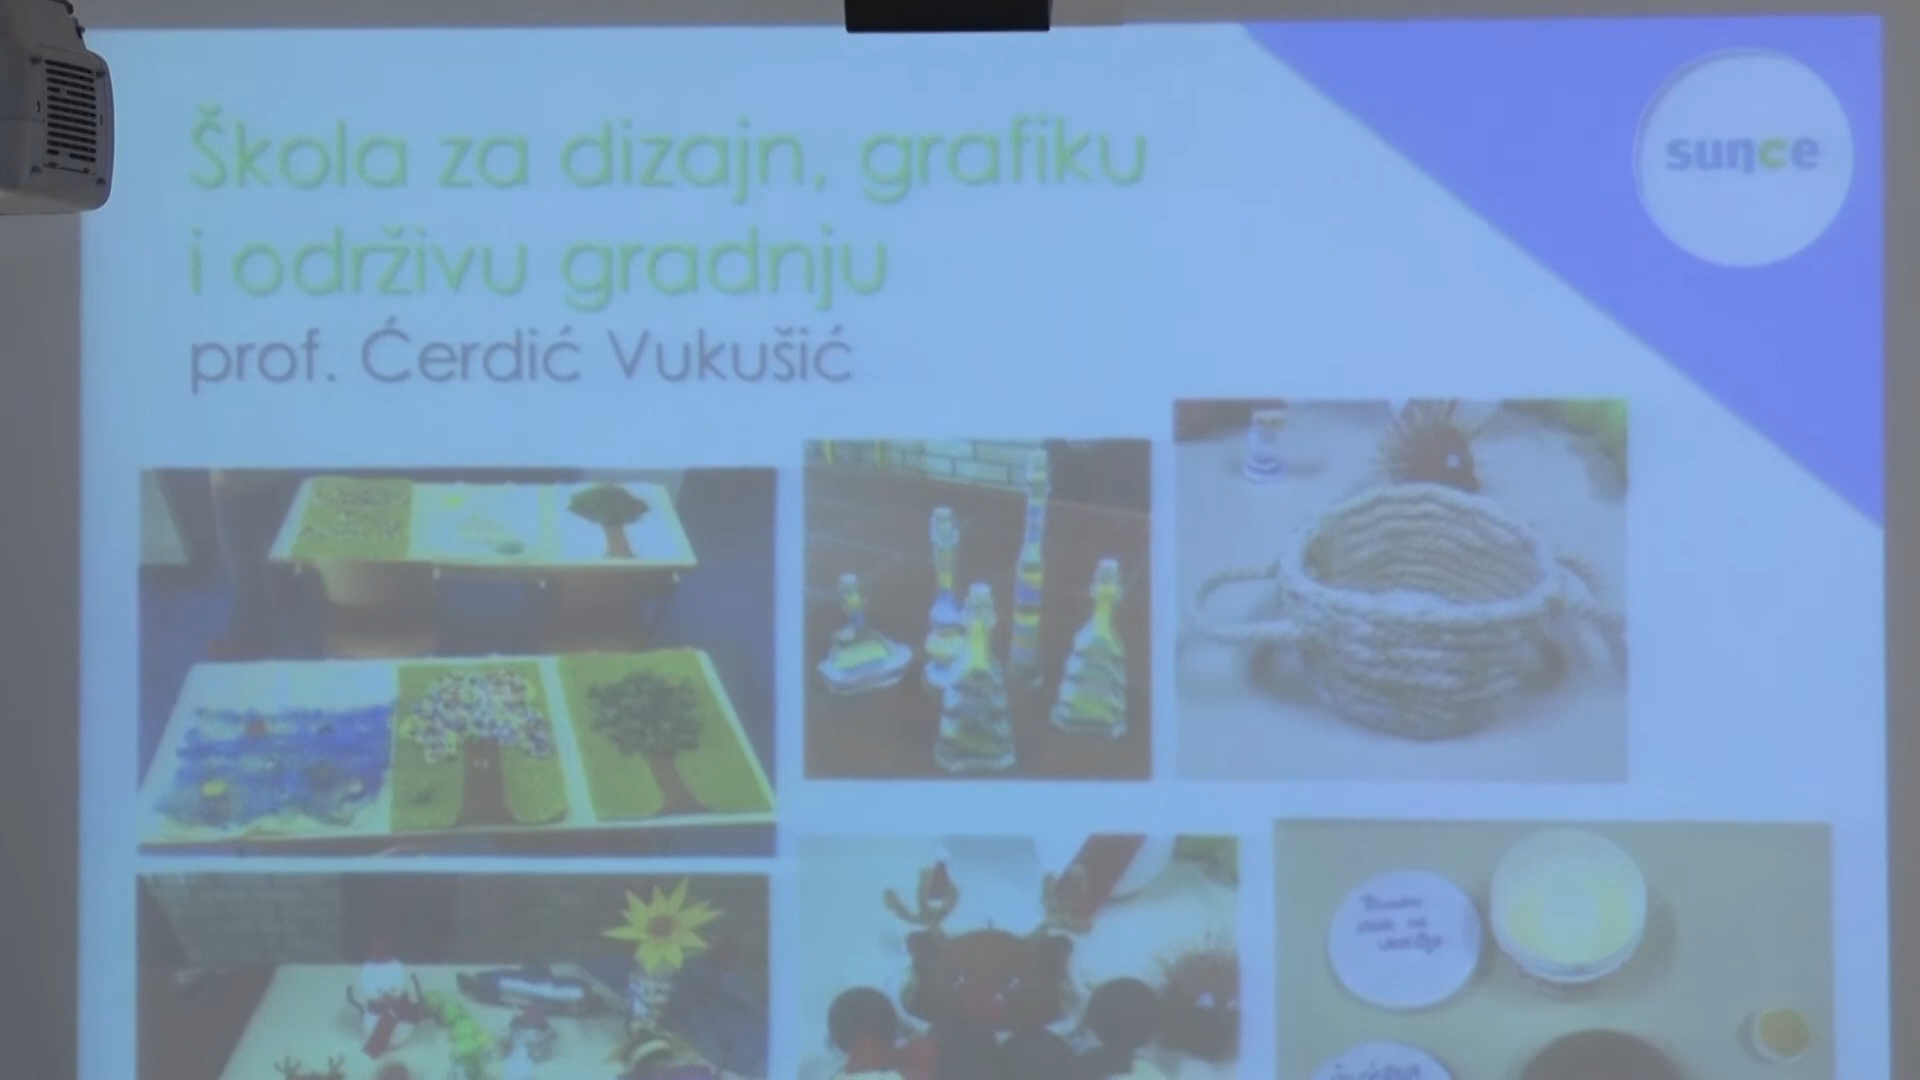 Škola za dizajn, grafiku
i održivu gradnju
prof. Ćerdić Vukušić
sunce